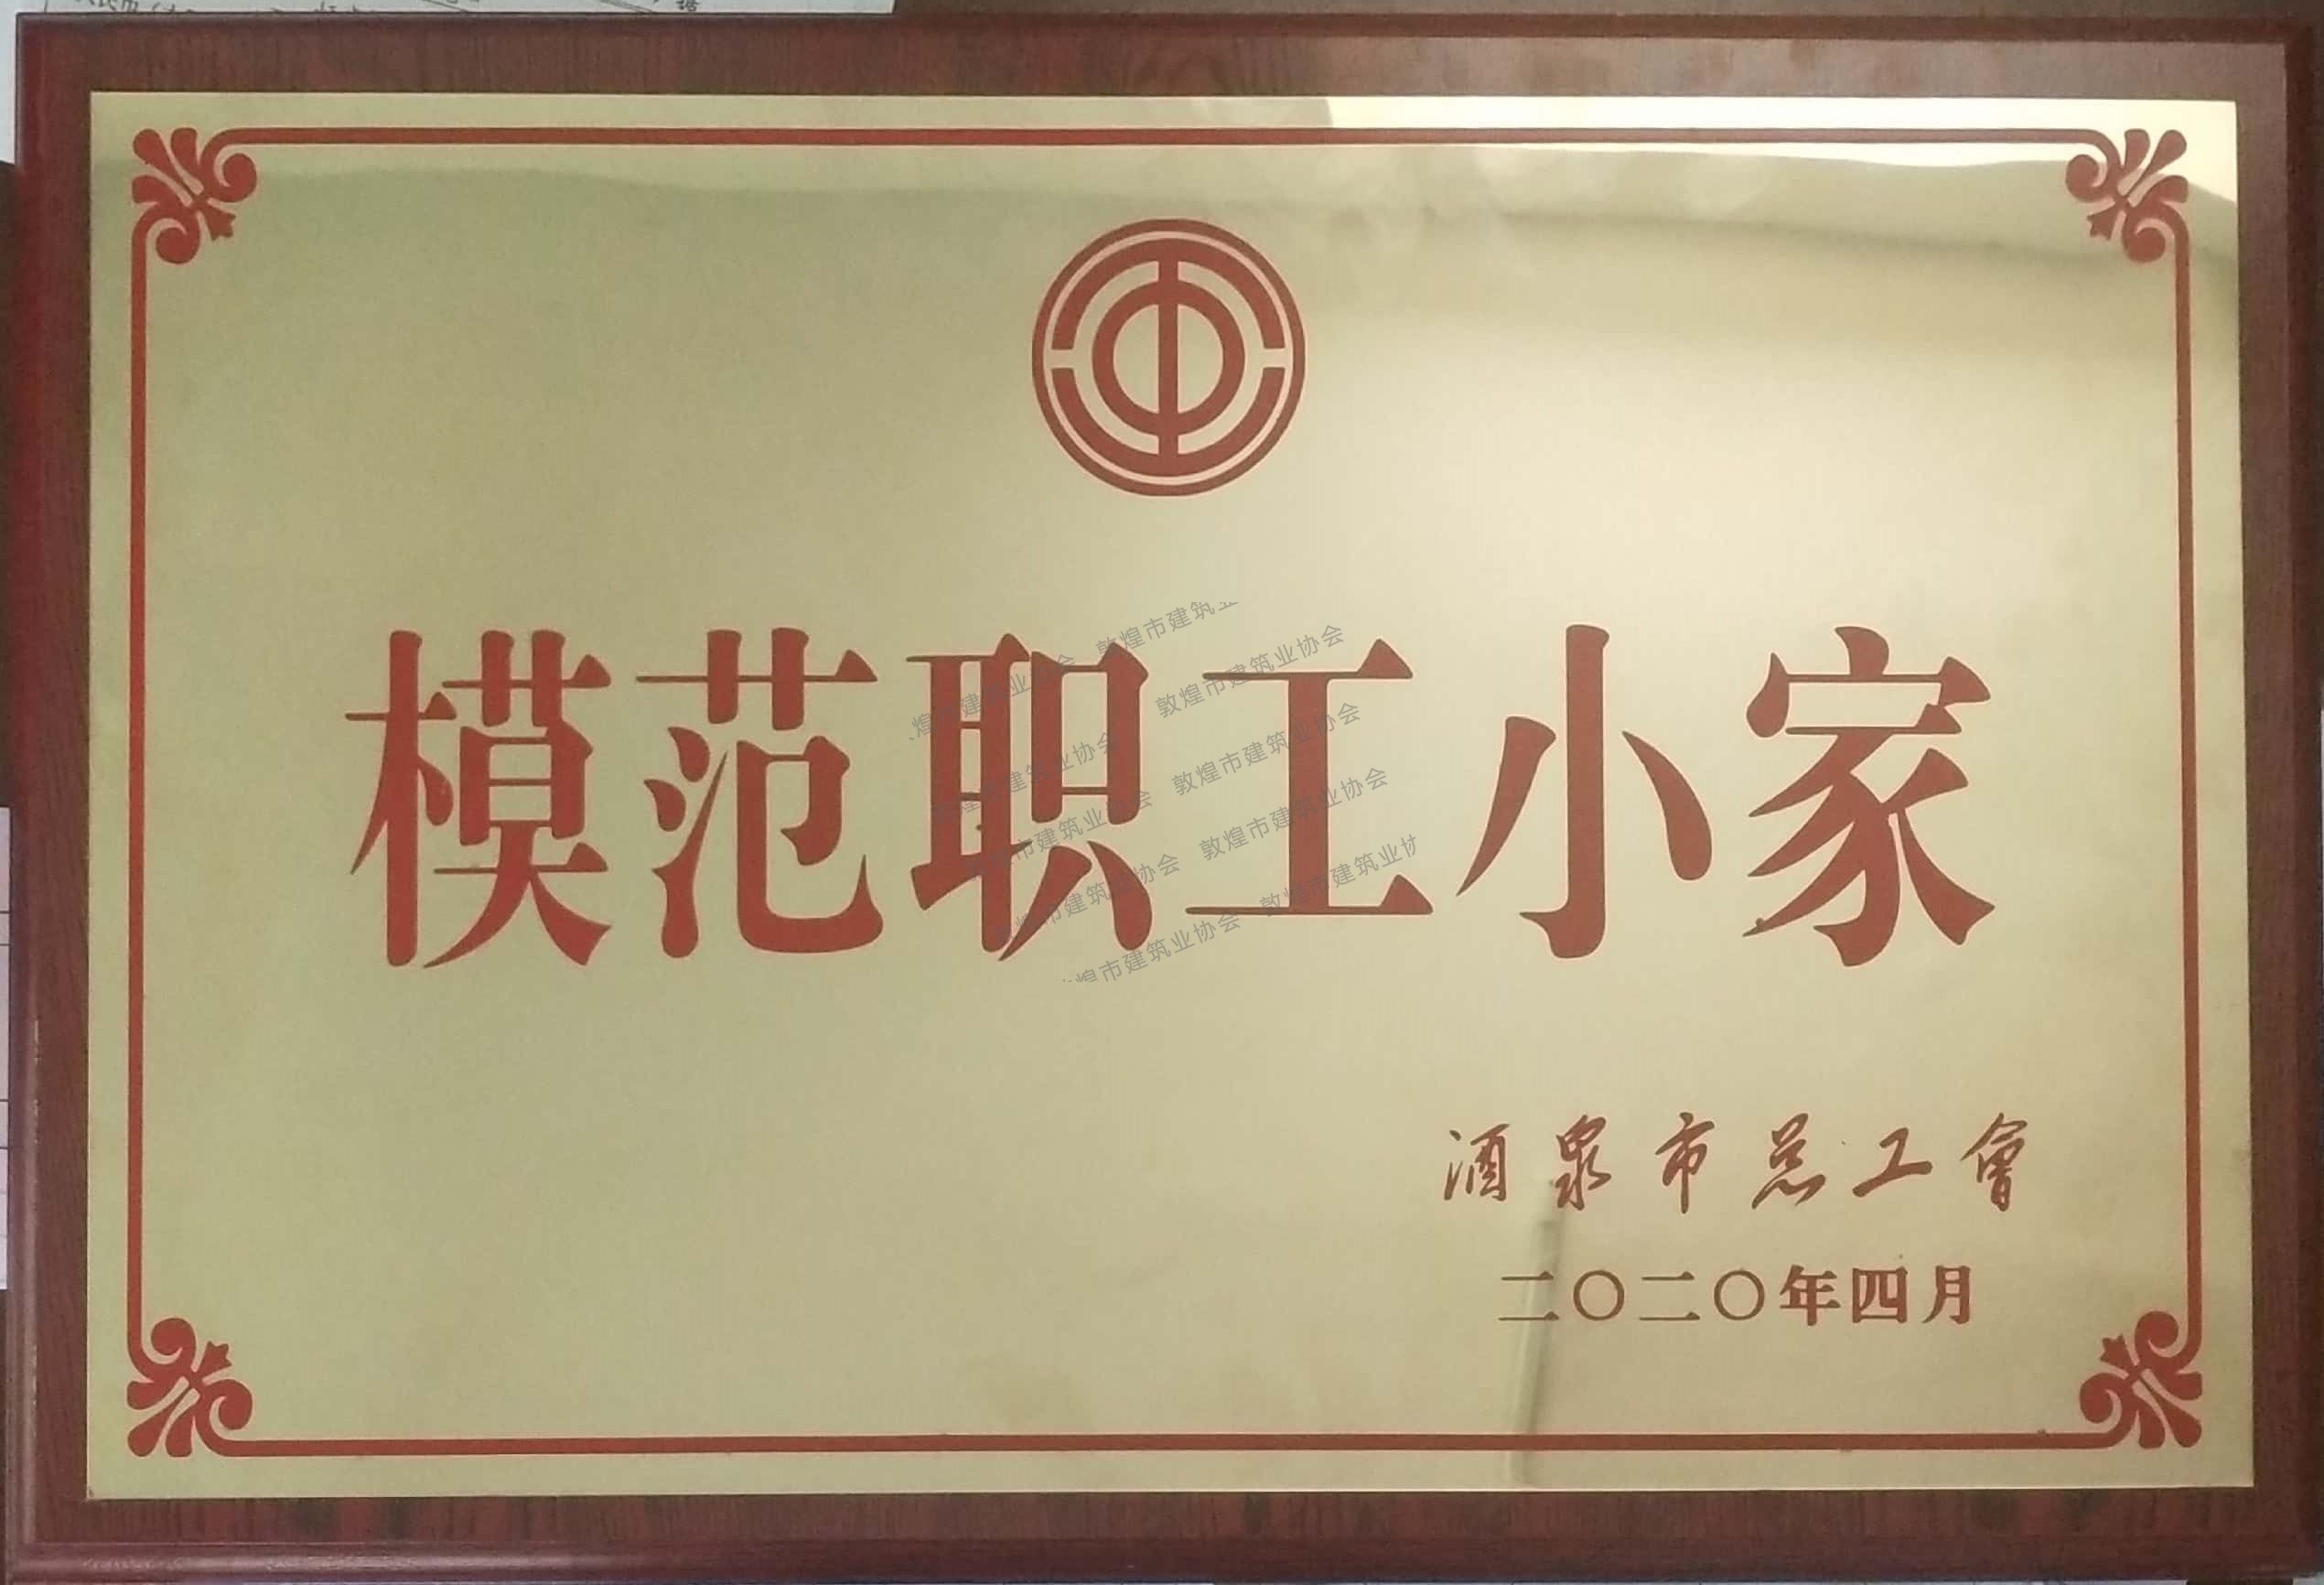 模范职工小家
敦煌市建筑业协会
酒泉市总工會
二〇二〇年四月